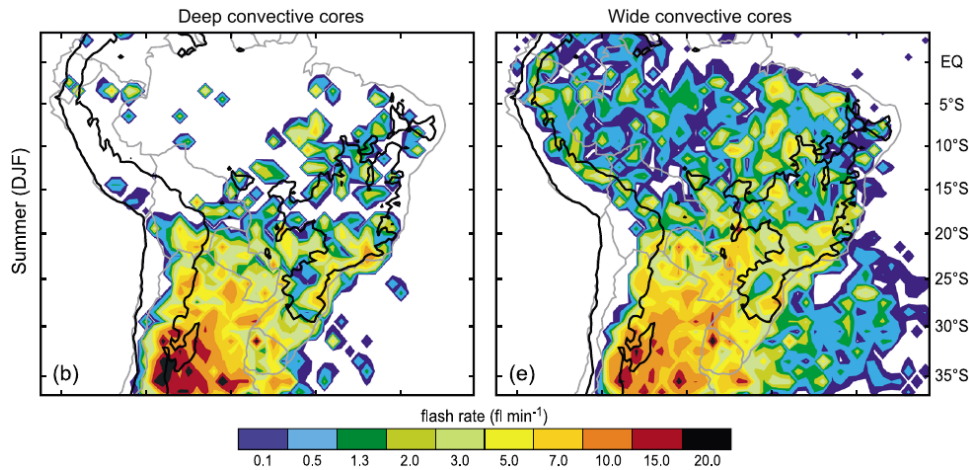 Deep convective cores
Wide convective cores
Summer (DJF)
EQ
5°S
10°S
15°S
20°S
25°S
30°S
35°S
(b)
(e)
flash rate (fl min⁻¹)
0.1 0.5 1.3 2.0 3.0 5.0 7.0 10.0 15.0 20.0